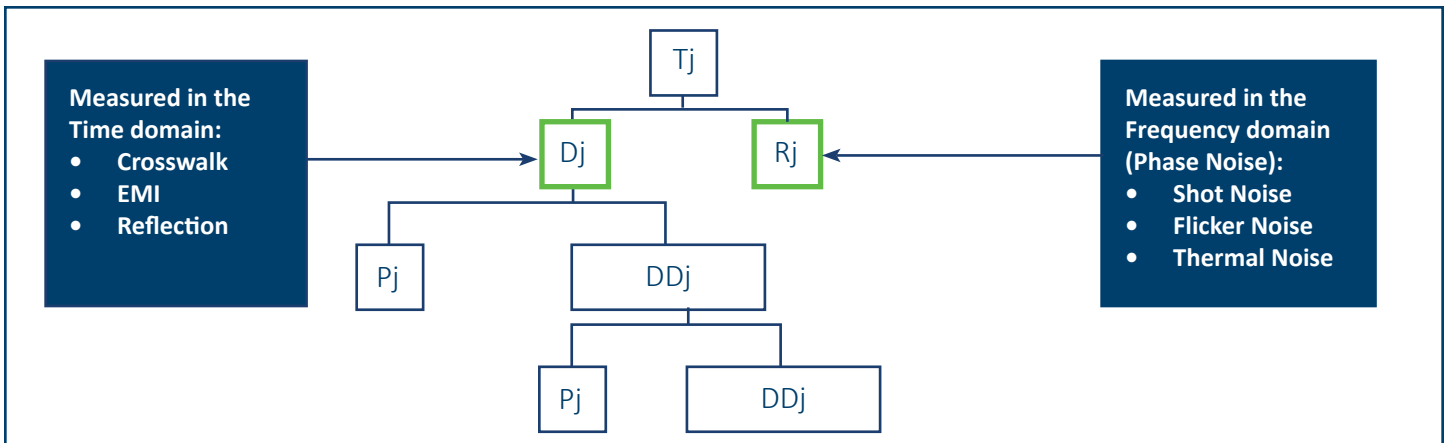 Tj
Measured in the
Time domain:
• Crosswalk
• EMI
• Reflection
Dj
Rj
Measured in the
Frequency domain
(Phase Noise):
• Shot Noise
• Flicker Noise
• Thermal Noise
Pj
DDj
Pj
DDj